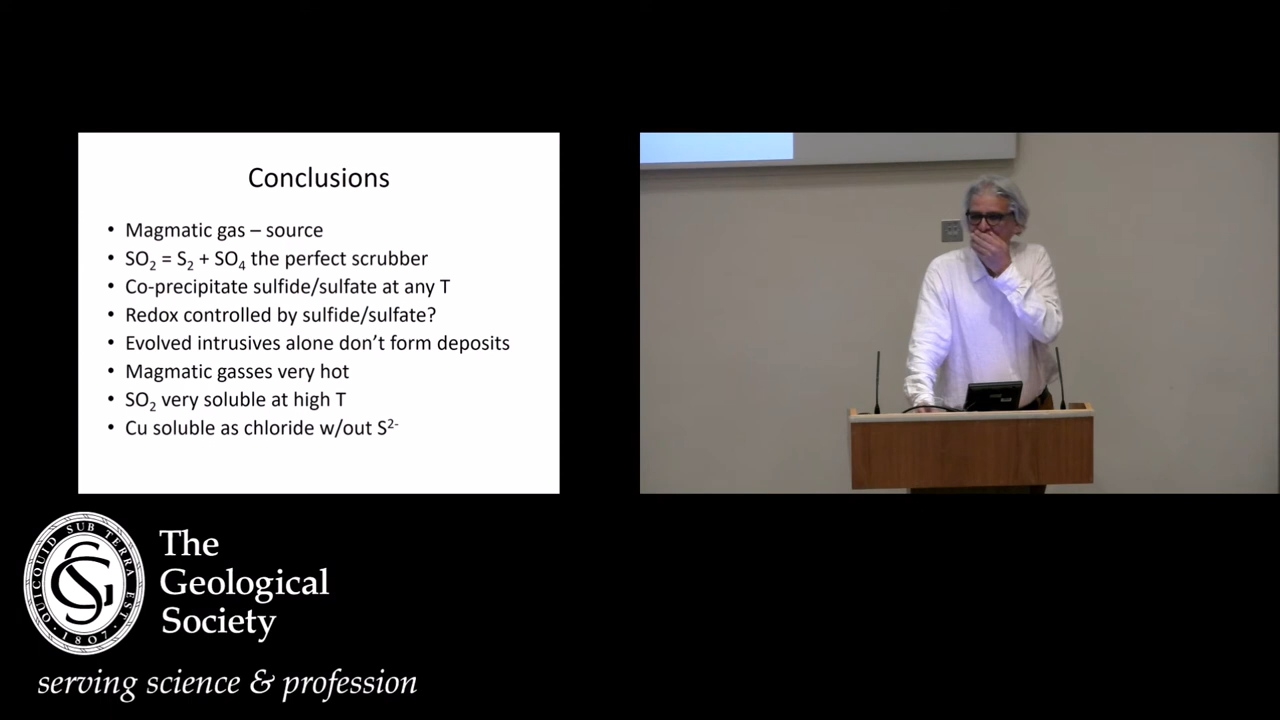 Conclusions
• Magmatic gas – source
• SO₂ = S₂ + SO₄ the perfect scrubber
• Co-precipitate sulfide/sulfate at any T
• Redox controlled by sulfide/sulfate?
• Evolved intrusives alone don’t form deposits
• Magmatic gasses very hot
• SO₂ very soluble at high T
• Cu soluble as chloride w/out S²⁻
QUICQUID SUB TERRA EST
1807
The
Geological
Society
serving science & profession